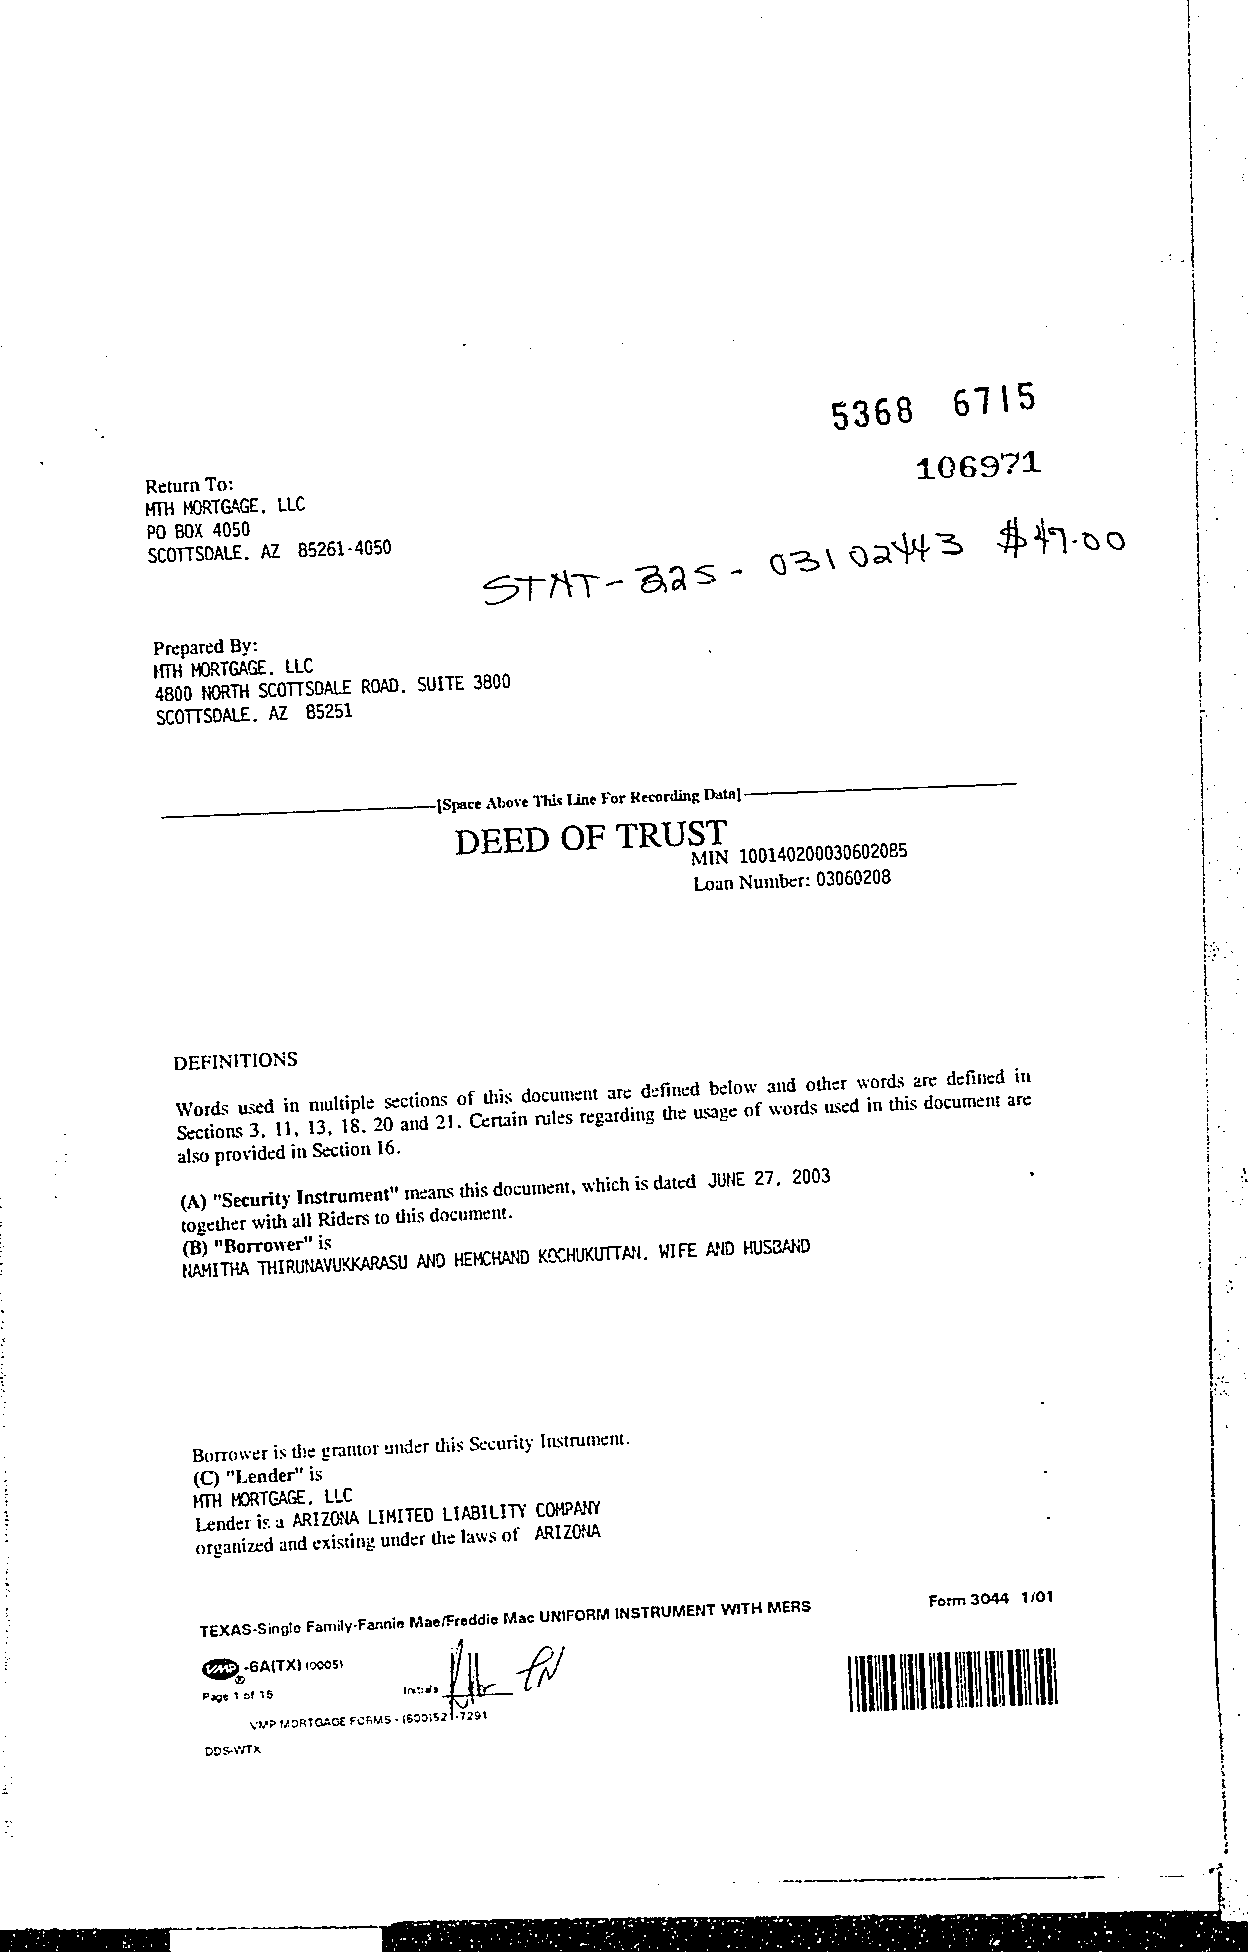 5368 6715
106971
Return To:
MTH MORTGAGE, LLC
PO BOX 4050
SCOTTSDALE, AZ 85261-4050
STNT-325- 03102443 $47.00
Prepared By:
MTH MORTGAGE, LLC
4800 NORTH SCOTTSDALE ROAD, SUITE 3800
SCOTTSDALE, AZ 85251
[Space Above This Line For Recording Data]
DEED OF TRUST
MIN 100140200030602085
Loan Number: 03060208
DEFINITIONS
Words used in multiple sections of this document are defined below and other words are defined in
Sections 3, 11, 13, 18, 20 and 21. Certain rules regarding the usage of words used in this document are
also provided in Section 16.
(A) "Security Instrument" means this document, which is dated JUNE 27, 2003
together with all Riders to this document.
(B) "Borrower" is
NAMITHA THIRUNAVUKKARASU AND HEMCHAND KOCHUKUTTAN, WIFE AND HUSBAND
Borrower is the grantor under this Security Instrument.
(C) "Lender" is
MTH MORTGAGE, LLC
Lender is a ARIZONA LIMITED LIABILITY COMPANY
organized and existing under the laws of ARIZONA
TEXAS-Single Family-Fannie Mae/Freddie Mac UNIFORM INSTRUMENT WITH MERS Form 3044 1/01
VMP ® -6A(TX) (0005)
Page 1 of 15 Initials
VMP MORTGAGE FORMS - (800)521-7291
DDS-WTX